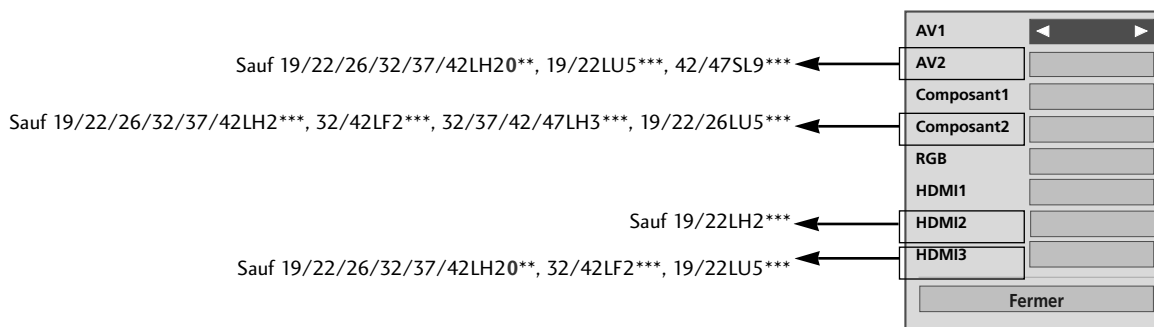 AV1
Sauf 19/22/26/32/37/42LH20**, 19/22LU5***, 42/47SL9***
AV2
Composant1
Sauf 19/22/26/32/37/42LH2***, 32/42LF2***, 32/37/42/47LH3***, 19/22/26LU5***
Composant2
RGB
HDMI1
Sauf 19/22LH2***
HDMI2
Sauf 19/22/26/32/37/42LH20**, 32/42LF2***, 19/22LU5***
HDMI3
Fermer